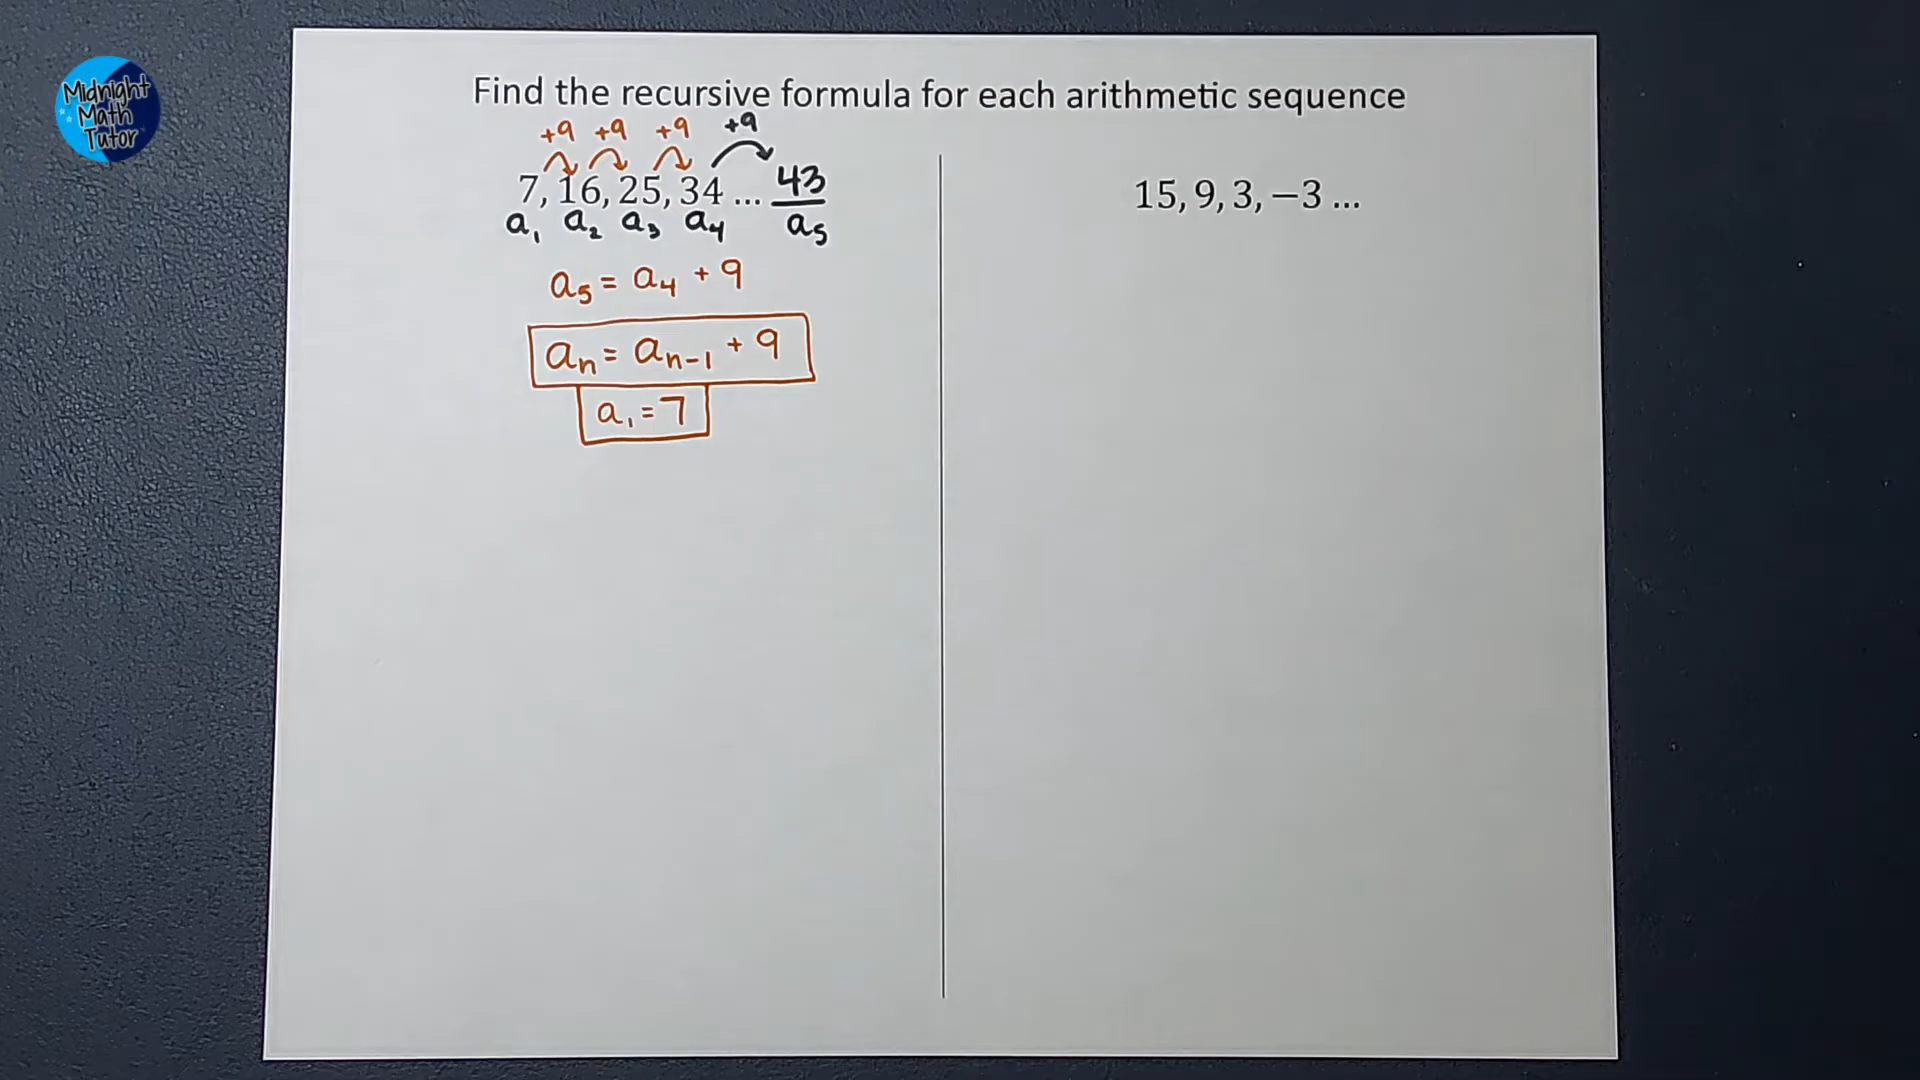 Midnight
Math
Tutor
Find the recursive formula for each arithmetic sequence
+9 +9 +9 +9
7, 16, 25, 34 ... 43
a₁ a₂ a₃ a₄ a₅
a₅ = a₄ + 9
aₙ = aₙ₋₁ + 9
a₁ = 7
15, 9, 3, −3 ...